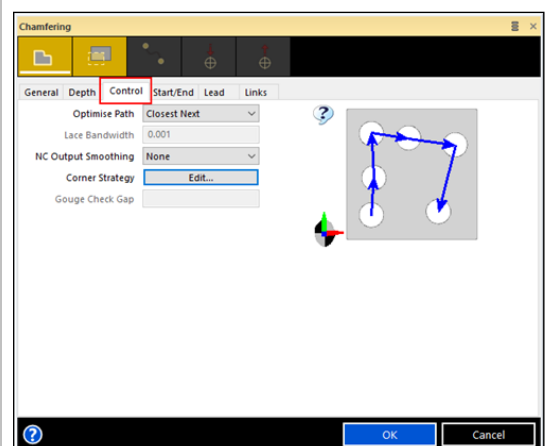 Chamfering
General Depth Control Start/End Lead Links
Optimise Path Closest Next
Lace Bandwidth 0.001
NC Output Smoothing None
Corner Strategy Edit...
Gouge Check Gap
OK Cancel